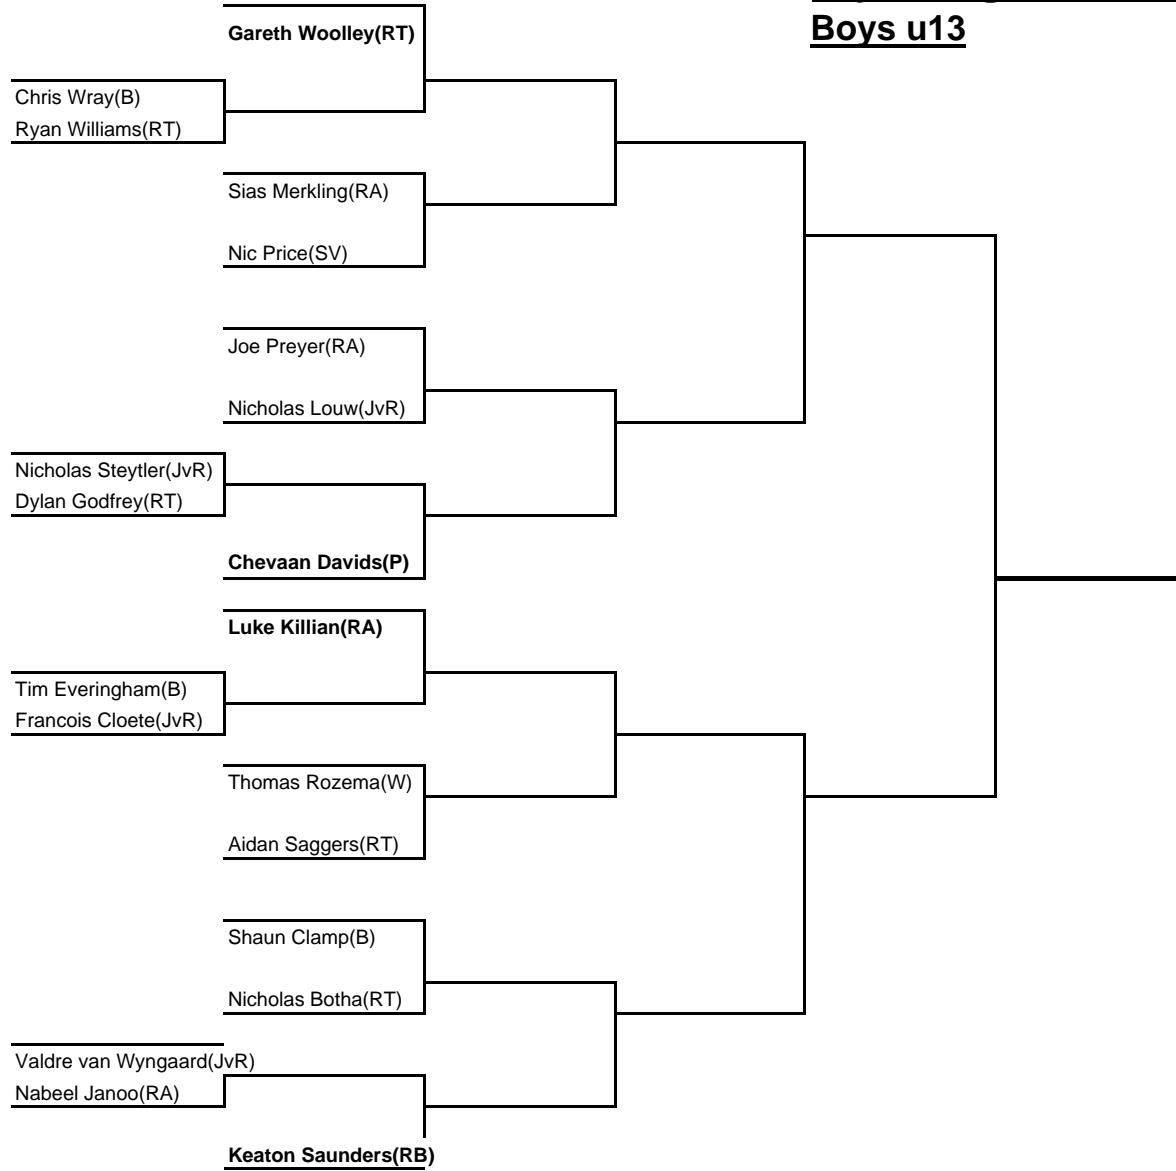 Boys u13
Gareth Woolley(RT)
Chris Wray(B)
Ryan Williams(RT)
Sias Merkling(RA)
Nic Price(SV)
Joe Preyer(RA)
Nicholas Louw(JvR)
Nicholas Steytler(JvR)
Dylan Godfrey(RT)
Chevaan Davids(P)
Luke Killian(RA)
Tim Everingham(B)
Francois Cloete(JvR)
Thomas Rozema(W)
Aidan Saggers(RT)
Shaun Clamp(B)
Nicholas Botha(RT)
Valdre van Wyngaard(JvR)
Nabeel Janoo(RA)
Keaton Saunders(RB)